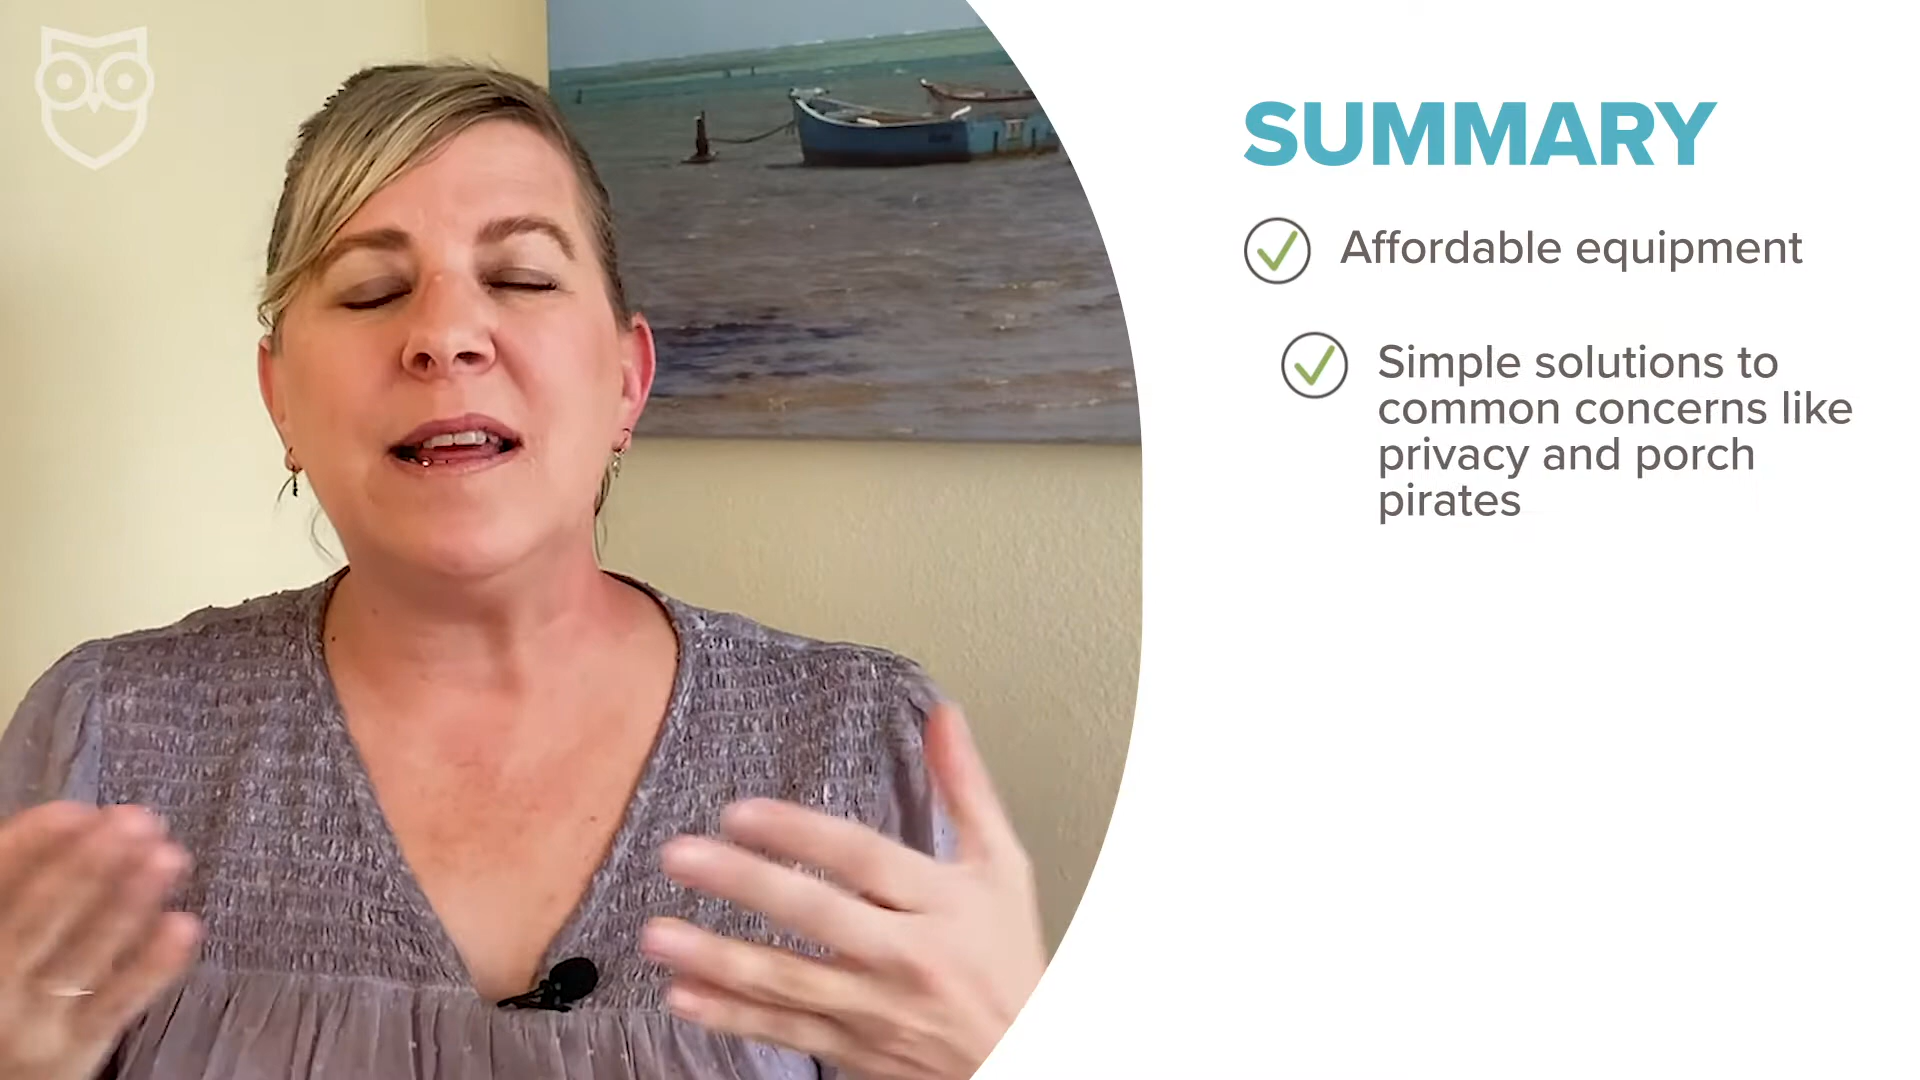 SUMMARY
Affordable equipment
Simple solutions to
common concerns like
privacy and porch
pirates